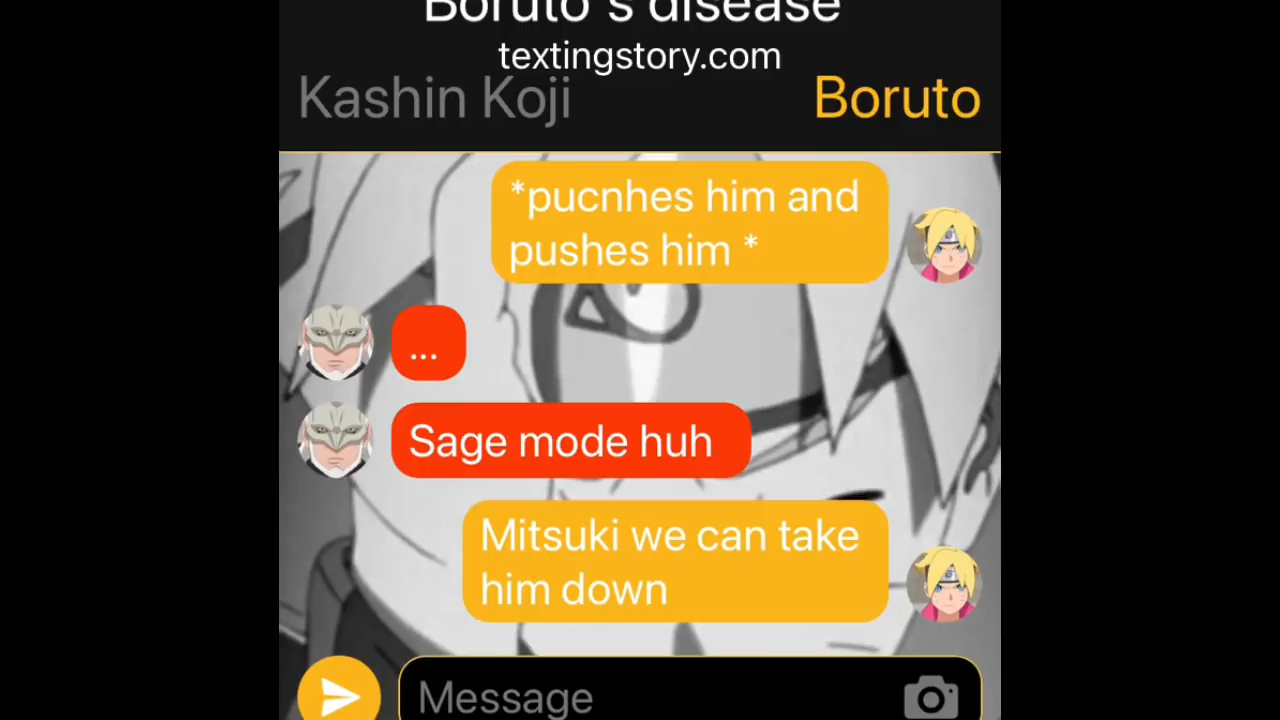 Boruto's disease
textingstory.com
Kashin Koji
Boruto
*pucnhes him and
pushes him *
...
Sage mode huh
Mitsuki we can take
him down
Message